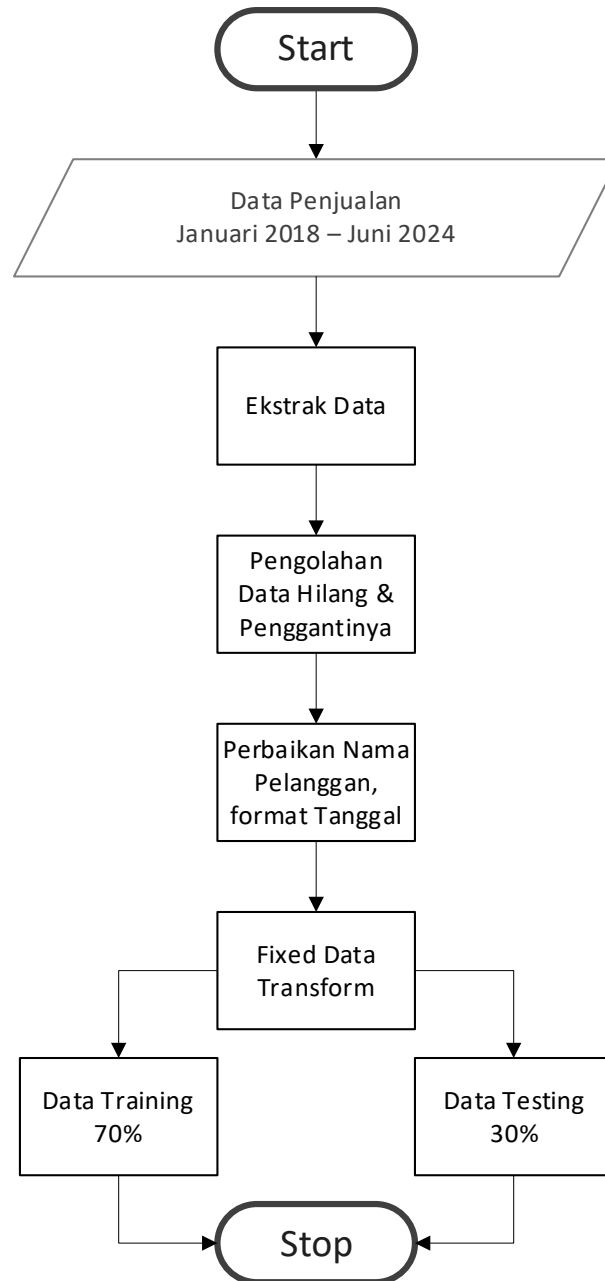 Start
Data Penjualan
Januari 2018 – Juni 2024
Ekstrak Data
Pengolahan
Data Hilang &
Penggantinya
Perbaikan Nama
Pelanggan,
format Tanggal
Fixed Data
Transform
Data Training
70%
Data Testing
30%
Stop